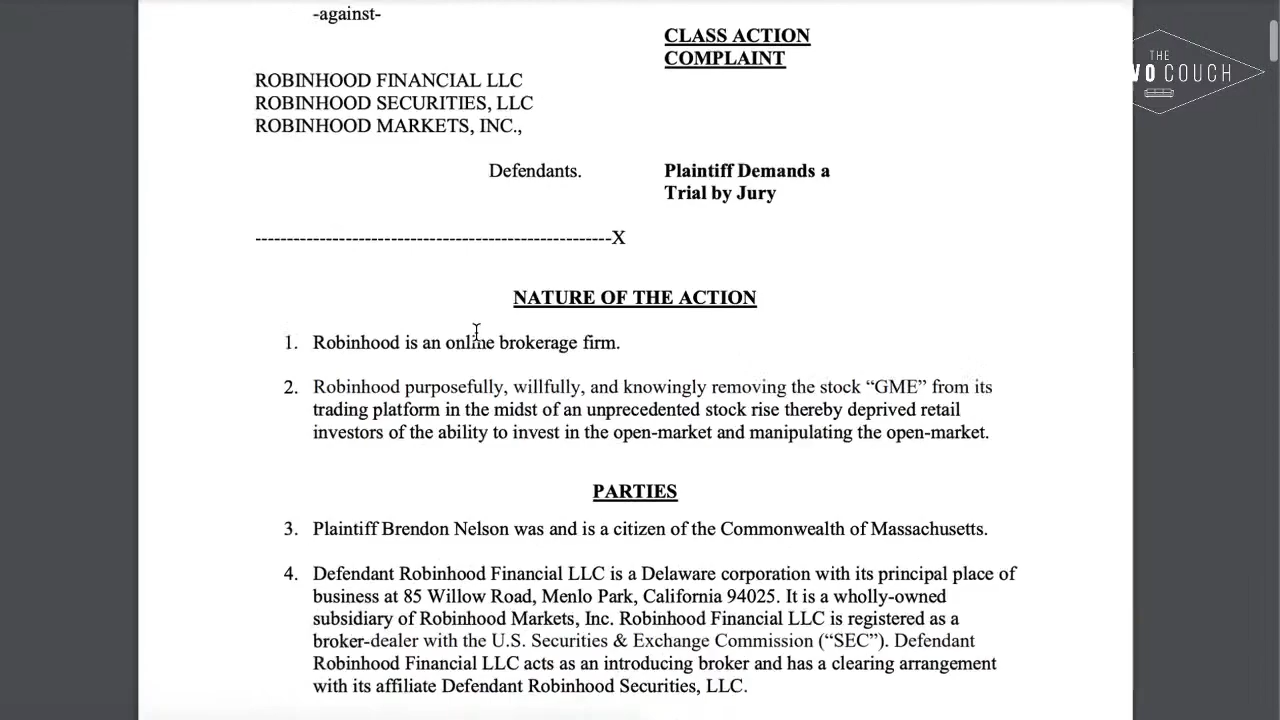 -against-
CLASS ACTION
COMPLAINT
ROBINHOOD FINANCIAL LLC
ROBINHOOD SECURITIES, LLC
ROBINHOOD MARKETS, INC.,
Defendants.
Plaintiff Demands a
Trial by Jury
--------------------------------------------------------X
NATURE OF THE ACTION
1. Robinhood is an online brokerage firm.
2. Robinhood purposefully, willfully, and knowingly removing the stock “GME” from its
trading platform in the midst of an unprecedented stock rise thereby deprived retail
investors of the ability to invest in the open-market and manipulating the open-market.
PARTIES
3. Plaintiff Brendon Nelson was and is a citizen of the Commonwealth of Massachusetts.
4. Defendant Robinhood Financial LLC is a Delaware corporation with its principal place of
business at 85 Willow Road, Menlo Park, California 94025. It is a wholly-owned
subsidiary of Robinhood Markets, Inc. Robinhood Financial LLC is registered as a
broker-dealer with the U.S. Securities & Exchange Commission (“SEC”). Defendant
Robinhood Financial LLC acts as an introducing broker and has a clearing arrangement
with its affiliate Defendant Robinhood Securities, LLC.
THE
COUCH